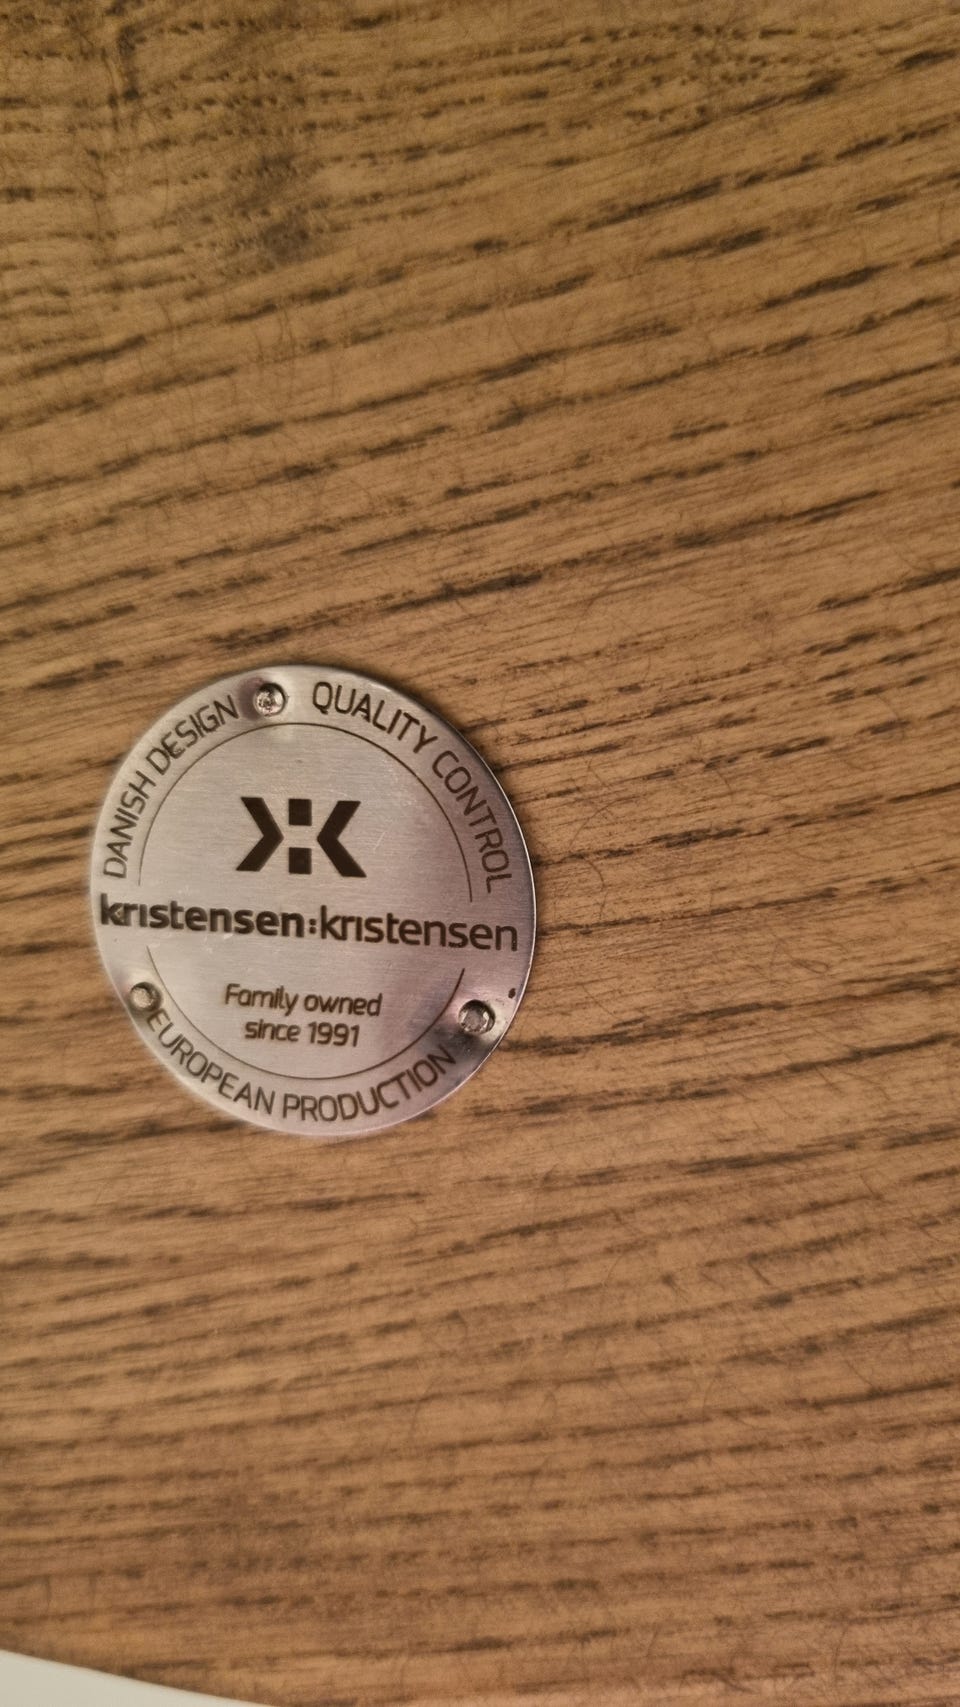 DANISH DESIGN
QUALITY CONTROL
kristensen:kristensen
Family owned
since 1991
EUROPEAN PRODUCTION